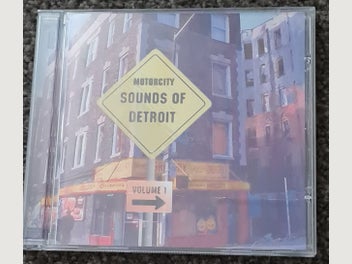 MOTORCITY
SOUNDS OF
DETROIT
VOLUME 1